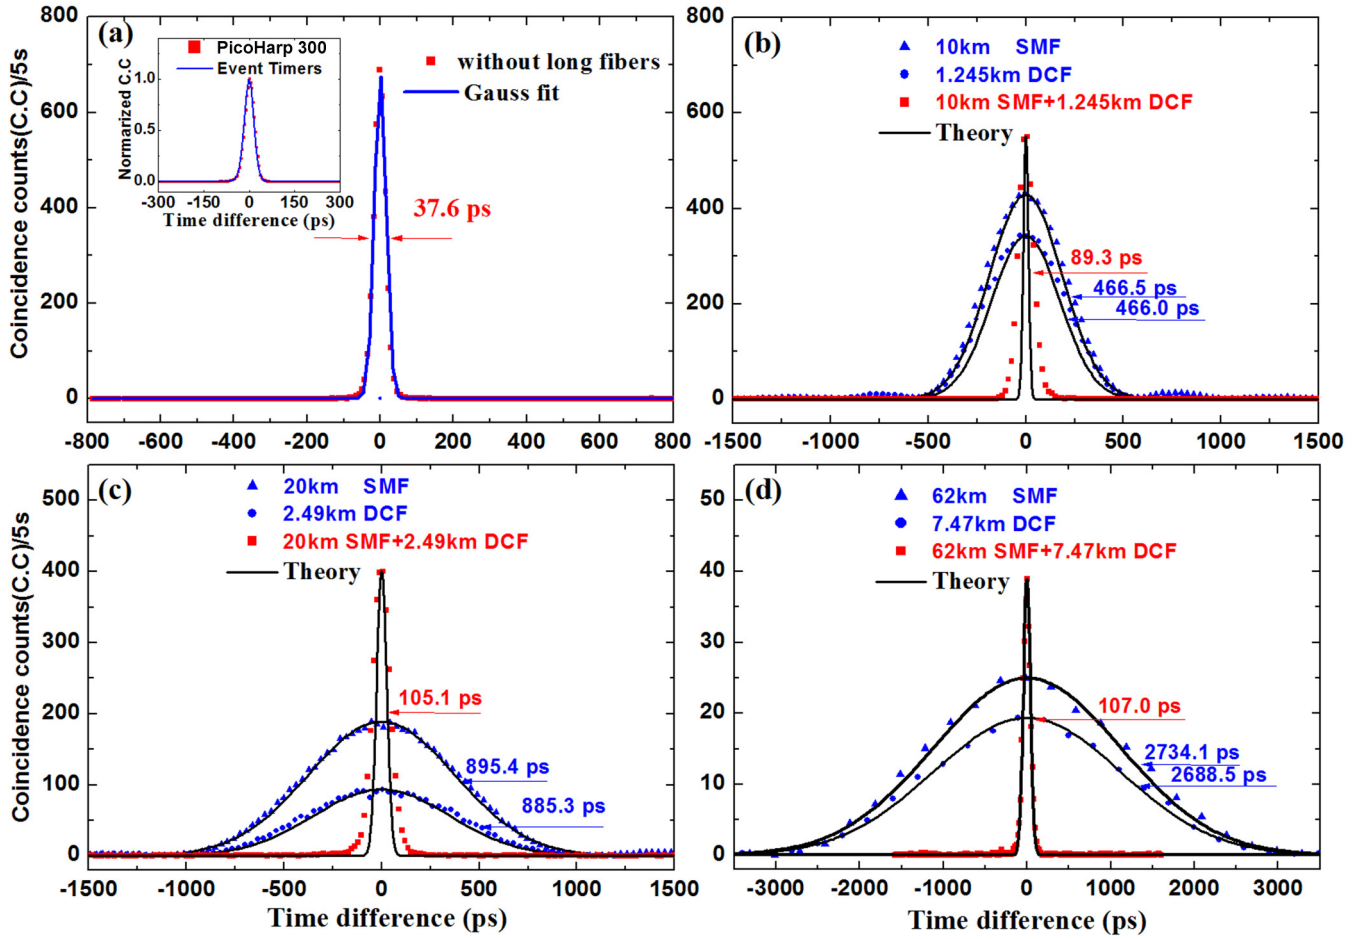 (a)
PicoHarp 300
Event Timers
Normarized C.C
1.0
0.5
0.0
-300 -150 0 150 300
Time difference (ps)
without long fibers
Gauss fit
37.6 ps
Coincidence counts(C.C)/5s
800
600
400
200
0
-800 -600 -400 -200 0 200 400 600 800
(b)
10km SMF
1.245km DCF
10km SMF+1.245km DCF
Theory
89.3 ps
466.5 ps
466.0 ps
800
600
400
200
0
-1500 -1000 -500 0 500 1000 1500
(c)
20km SMF
2.49km DCF
20km SMF+2.49km DCF
Theory
105.1 ps
895.4 ps
885.3 ps
Coincidence counts(C.C)/5s
500
400
300
200
100
0
-1500 -1000 -500 0 500 1000 1500
Time difference (ps)
(d)
62km SMF
7.47km DCF
62km SMF+7.47km DCF
Theory
107.0 ps
2734.1 ps
2688.5 ps
50
40
30
20
10
0
-3000 -2000 -1000 0 1000 2000 3000
Time difference (ps)